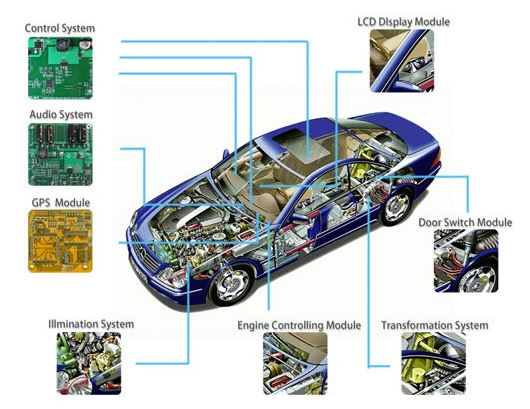 Control System
LCD DIsplay Module
Audio System
GPS Module
Door Switch Module
Illmination System
Engine Controlling Module
Transformation System